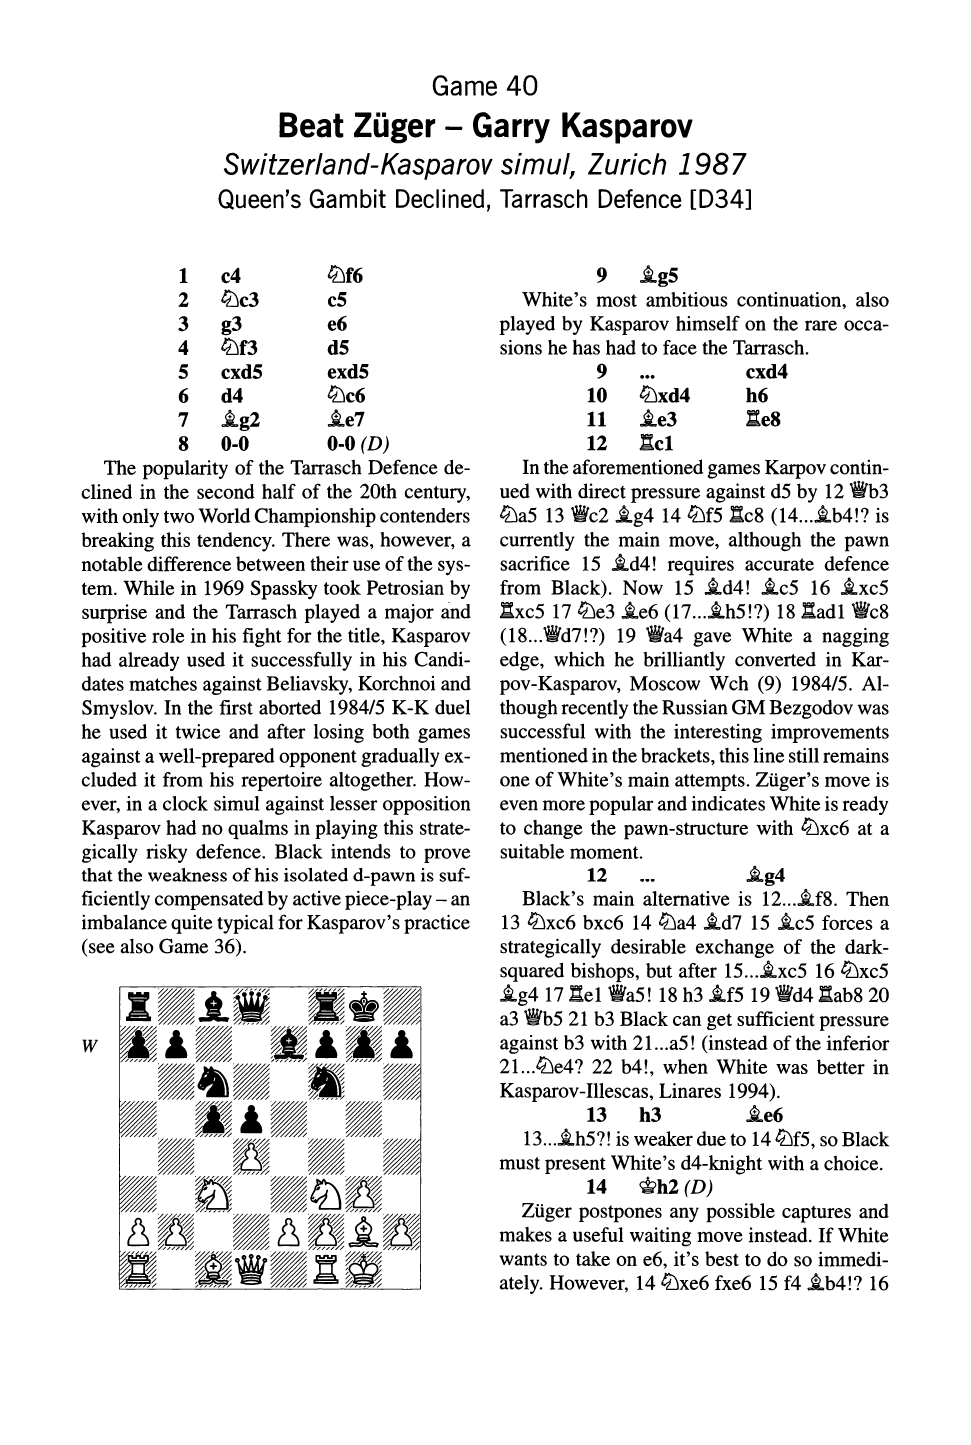 Game 40
Beat Züger – Garry Kasparov
Switzerland-Kasparov simul, Zurich 1987
Queen's Gambit Declined, Tarrasch Defence [D34]
1 c4 ♘f6
2 ♘c3 c5
3 g3 e6
4 ♘f3 d5
5 cxd5 exd5
6 d4 ♘c6
7 ♗g2 ♗e7
8 0-0 0-0 (D)
The popularity of the Tarrasch Defence de-
clined in the second half of the 20th century,
with only two World Championship contenders
breaking this tendency. There was, however, a
notable difference between their use of the sys-
tem. While in 1969 Spassky took Petrosian by
surprise and the Tarrasch played a major and
positive role in his fight for the title, Kasparov
had already used it successfully in his Candi-
dates matches against Beliavsky, Korchnoi and
Smyslov. In the first aborted 1984/5 K-K duel
he used it twice and after losing both games
against a well-prepared opponent gradually ex-
cluded it from his repertoire altogether. How-
ever, in a clock simul against lesser opposition
Kasparov had no qualms in playing this strate-
gically risky defence. Black intends to prove
that the weakness of his isolated d-pawn is suf-
ficiently compensated by active piece-play – an
imbalance quite typical for Kasparov's practice
(see also Game 36).
W
9 ♗g5
White's most ambitious continuation, also
played by Kasparov himself on the rare occa-
sions he has had to face the Tarrasch.
9 ... cxd4
10 ♘xd4 h6
11 ♗e3 ♖e8
12 ♖c1
In the aforementioned games Karpov contin-
ued with direct pressure against d5 by 12 ♕b3
♘a5 13 ♕c2 ♗g4 14 ♘f5 ♖c8 (14...♗b4!? is
currently the main move, although the pawn
sacrifice 15 ♗d4! requires accurate defence
from Black). Now 15 ♗d4! ♗c5 16 ♗xc5
♖xc5 17 ♘e3 ♗e6 (17...♗h5!?) 18 ♖ad1 ♕c8
(18...♕d7!?) 19 ♕a4 gave White a nagging
edge, which he brilliantly converted in Kar-
pov-Kasparov, Moscow Wch (9) 1984/5. Al-
though recently the Russian GM Bezgodov was
successful with the interesting improvements
mentioned in the brackets, this line still remains
one of White's main attempts. Züger's move is
even more popular and indicates White is ready
to change the pawn-structure with ♘xc6 at a
suitable moment.
12 ... ♗g4
Black's main alternative is 12...♗f8. Then
13 ♘xc6 bxc6 14 ♘a4 ♗d7 15 ♗c5 forces a
strategically desirable exchange of the dark-
squared bishops, but after 15...♗xc5 16 ♘xc5
♗g4 17 ♖e1 ♕a5! 18 h3 ♗f5 19 ♕d4 ♖ab8 20
a3 ♕b5 21 b3 Black can get sufficient pressure
against b3 with 21...a5! (instead of the inferior
21...♘e4? 22 b4!, when White was better in
Kasparov-Illescas, Linares 1994).
13 h3 ♗e6
13...♗h5?! is weaker due to 14 ♘f5, so Black
must present White's d4-knight with a choice.
14 ♔h2 (D)
Züger postpones any possible captures and
makes a useful waiting move instead. If White
wants to take on e6, it's best to do so immedi-
ately. However, 14 ♘xe6 fxe6 15 f4 ♗b4!? 16